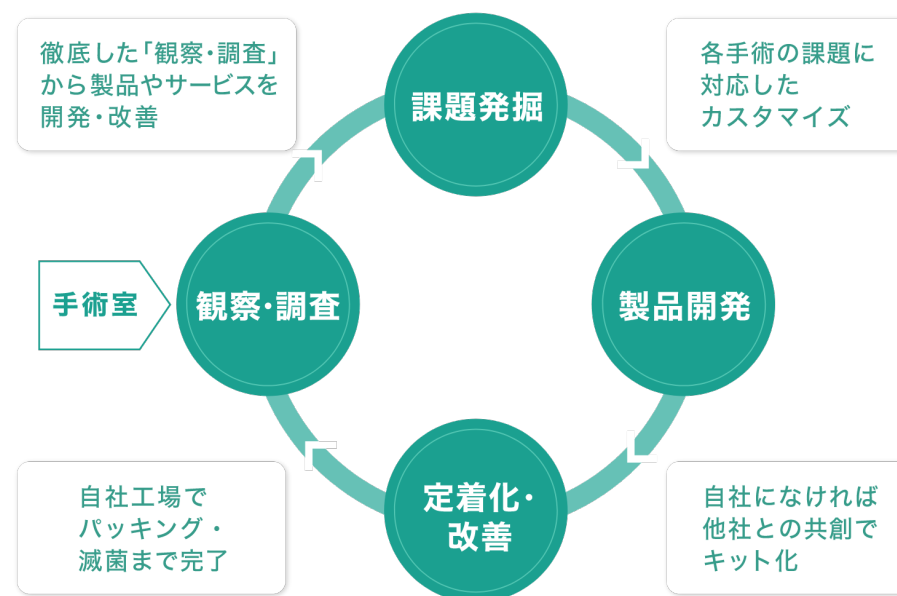 徹底した「観察・調査」
から製品やサービスを
開発・改善
課題発掘
各手術の課題に
対応した
カスタマイズ
手術室
観察・調査
製品開発
自社工場で
パッキング・
滅菌まで完了
定着化・
改善
自社になければ
他社との共創で
キット化